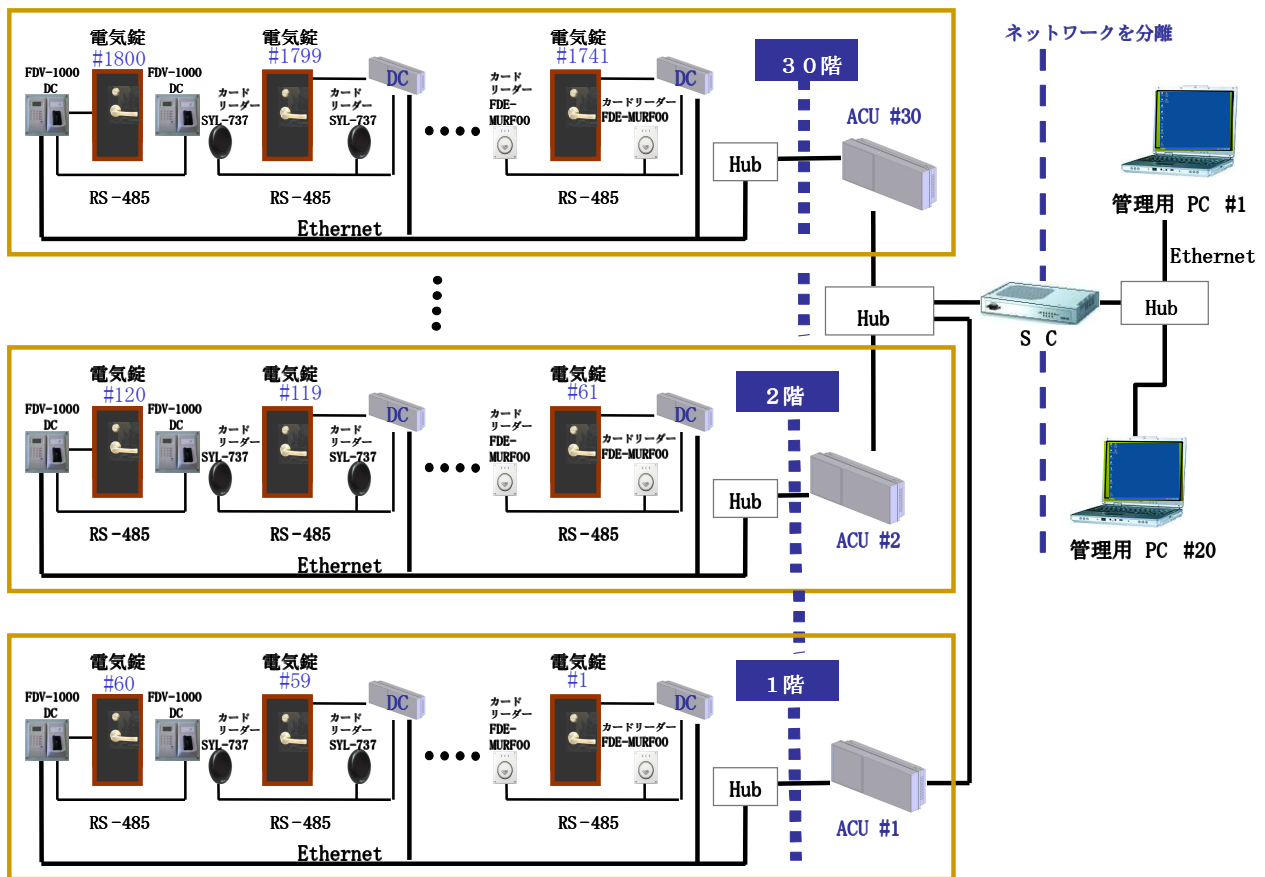 ネットワークを分離
電気錠
#1800
電気錠
#1799
電気錠
#1741
30階
FDV-1000
DC
FDV-1000
DC
カード
リーダー
SYL-737
カード
リーダー
SYL-737
DC
カード
リーダー
FDE-
MURF00
カードリーダー
FDE-MURF00
DC
ACU #30
Hub
RS-485
RS-485
RS-485
Ethernet
管理用 PC #1
Ethernet
Hub
SC
Hub
電気錠
#120
電気錠
#119
電気錠
#61
2階
FDV-1000
DC
FDV-1000
DC
カード
リーダー
SYL-737
カード
リーダー
SYL-737
DC
カード
リーダー
FDE-
MURF00
カードリーダー
FDE-MURF00
DC
Hub
ACU #2
RS-485
RS-485
RS-485
Ethernet
管理用 PC #20
電気錠
#60
電気錠
#59
電気錠
#1
1階
FDV-1000
DC
FDV-1000
DC
カード
リーダー
SYL-737
カード
リーダー
SYL-737
DC
カード
リーダー
FDE-
MURF00
カードリーダー
FDE-MURF00
DC
Hub
ACU #1
RS-485
RS-485
RS-485
Ethernet